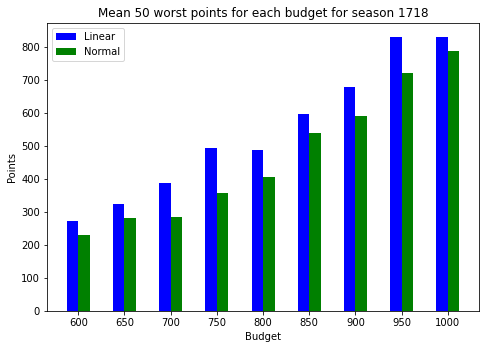 Mean 50 worst points for each budget for season 1718
Linear
Normal
Points
800
700
600
500
400
300
200
100
0
600 650 700 750 800 850 900 950 1000
Budget